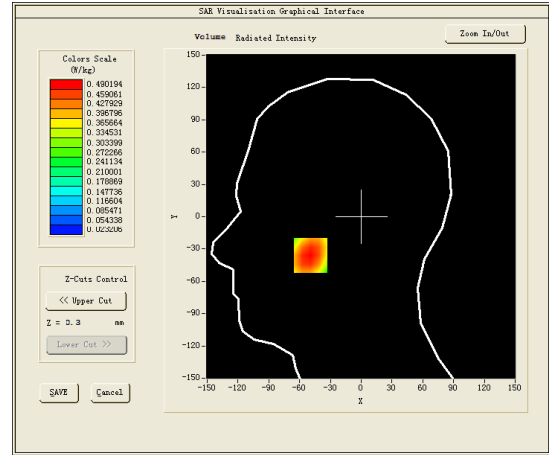 SAR Visualisation Graphical Interface
Volume Radiated Intensity
Zoom In/Out
Colors Scale
(W/kg)
0.490194
0.459061
0.427929
0.396796
0.365664
0.334531
0.303399
0.272266
0.241134
0.210001
0.178869
0.147736
0.116604
0.085471
0.054338
0.023206
Z-Cuts Control
<< Upper Cut
Z = 0.3 mm
Lower Cut >>
SAVE Cancel
150
120
90
60
30
Y 0
-30
-60
-90
-120
-150
-150 -120 -90 -60 -30 0 30 60 90 120 150
X